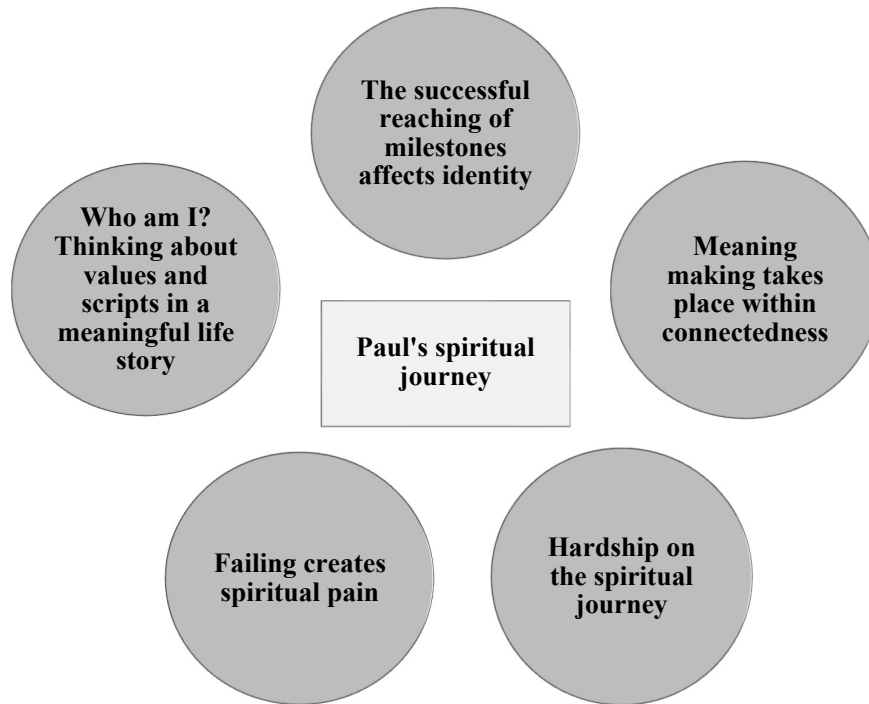 The successful
reaching of
milestones
affects identity
Who am I?
Thinking about
values and
scripts in a
meaningful life
story
Meaning
making takes
place within
connectedness
Paul's spiritual
journey
Failing creates
spiritual pain
Hardship on
the spiritual
journey